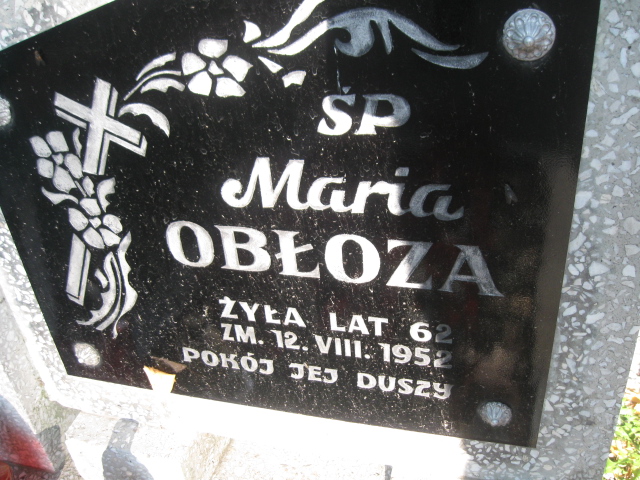 ŚP
Maria
OBŁOZA
ŻYŁA LAT 62
ZM. 12. VIII. 1952
POKÓJ JEJ DUSZY